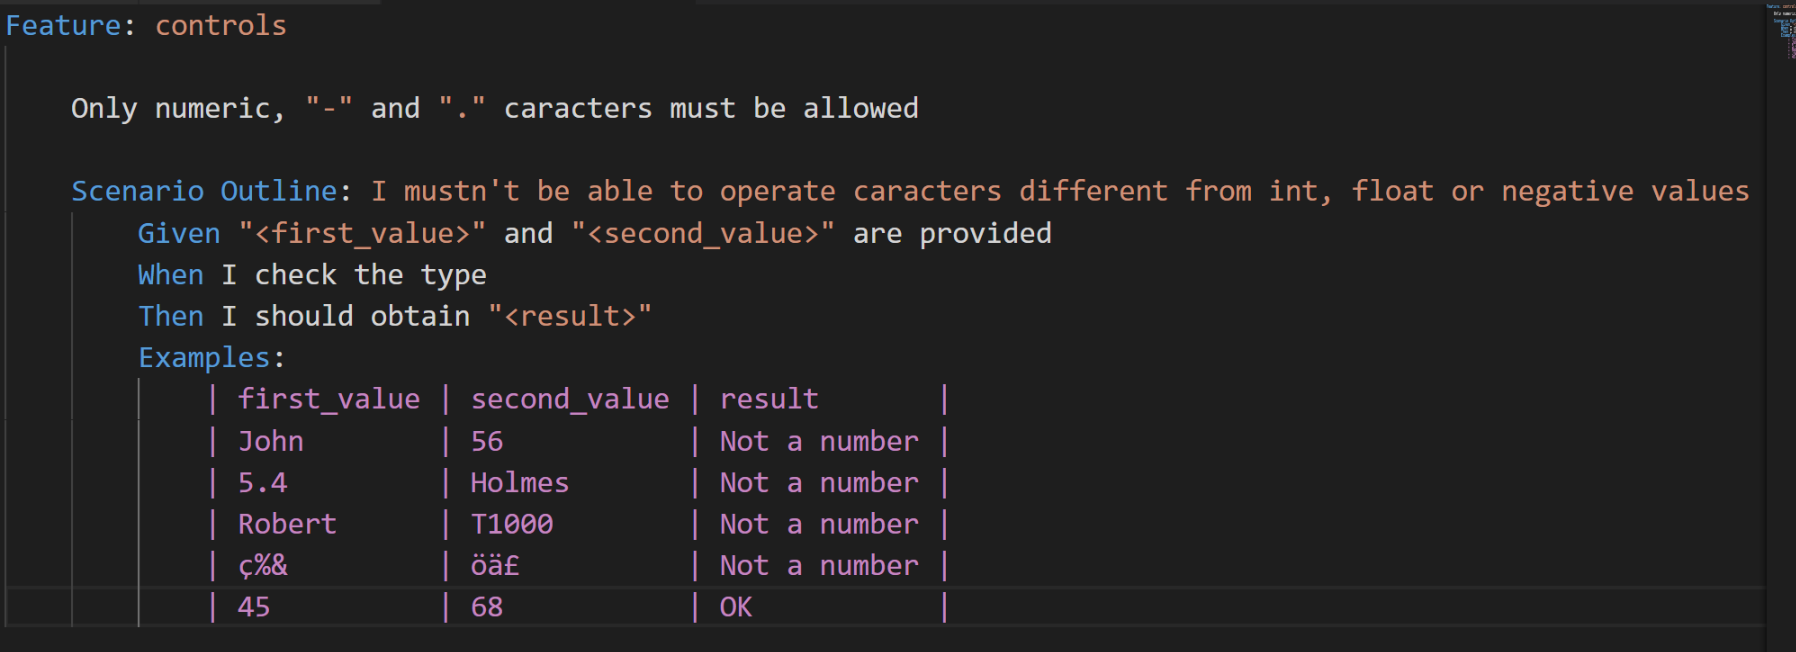 Feature: controls
Only numeric, "-" and "." caracters must be allowed
Scenario Outline: I mustn't be able to operate caracters different from int, float or negative values
Given "<first_value>" and "<second_value>" are provided
When I check the type
Then I should obtain "<result>"
Examples:
| first_value | second_value | result |
| John | 56 | Not a number |
| 5.4 | Holmes | Not a number |
| Robert | T1000 | Not a number |
| ç%& | öä£ | Not a number |
| 45 | 68 | OK |